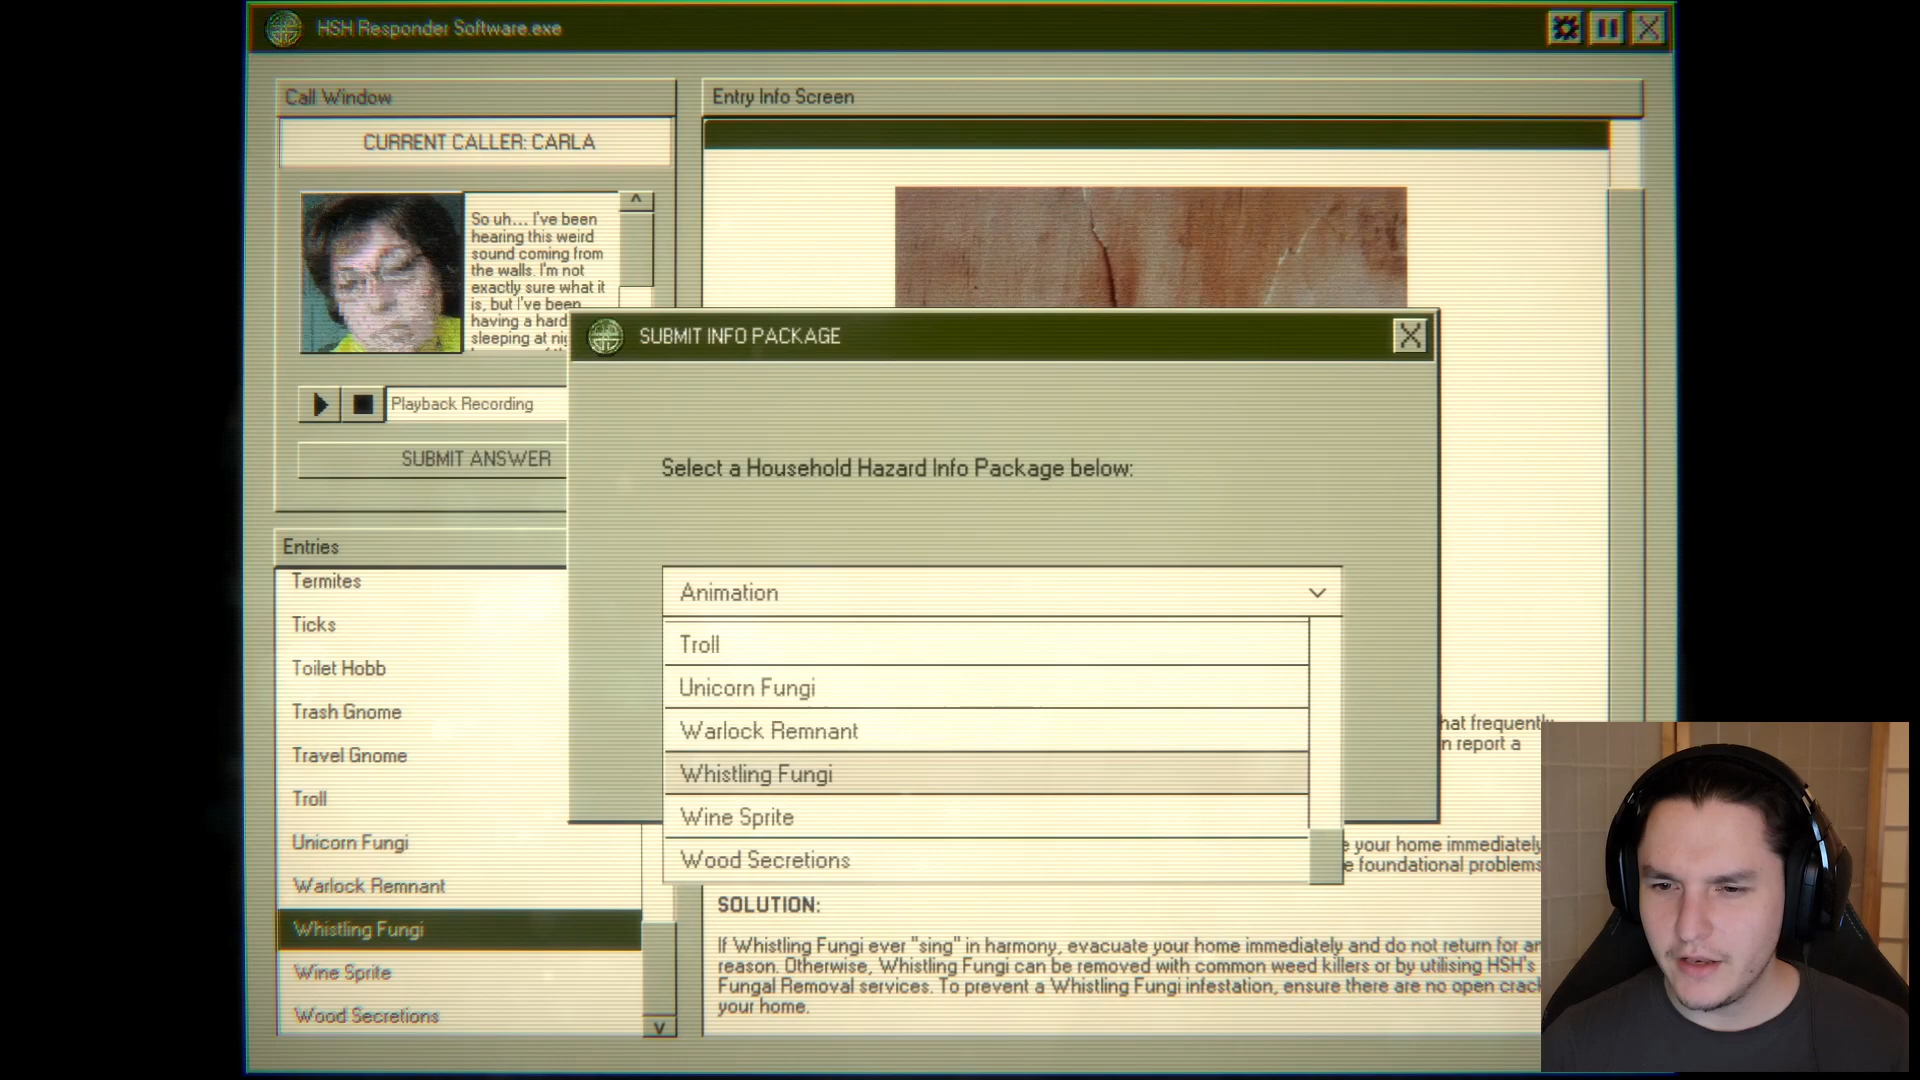 HSH Responder Software.exe
Call Window
CURRENT CALLER: CARLA
So uh... I've been
hearing this weird
sound coming from
the walls. I'm not
exactly sure what it
is, but I've been
having a hard
sleeping at nig
Playback Recording
SUBMIT ANSWER
Entries
Termites
Ticks
Toilet Hobb
Trash Gnome
Travel Gnome
Troll
Unicorn Fungi
Warlock Remnant
Whistling Fungi
Wine Sprite
Wood Secretions
Entry Info Screen
SUBMIT INFO PACKAGE
Select a Household Hazard Info Package below:
Animation
Troll
Unicorn Fungi
Warlock Remnant
Whistling Fungi
Wine Sprite
Wood Secretions
hat frequently
n report a
e your home immediately
e foundational problems
SOLUTION:
If Whistling Fungi ever "sing" in harmony, evacuate your home immediately and do not return for an
reason. Otherwise, Whistling Fungi can be removed with common weed killers or by utilising HSH's
Fungal Removal services. To prevent a Whistling Fungi infestation, ensure there are no open crack
your home.